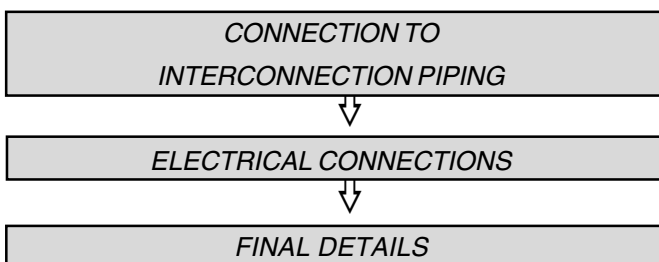 CONNECTION TO
INTERCONNECTION PIPING
ELECTRICAL CONNECTIONS
FINAL DETAILS